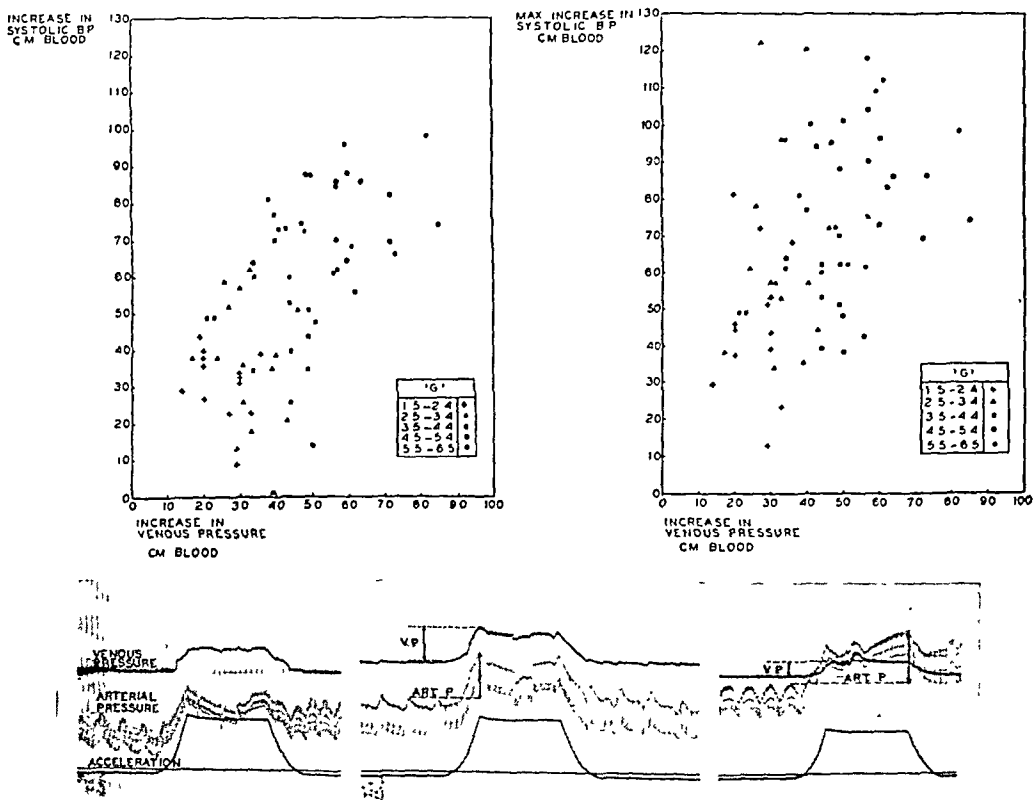 INCREASE IN
SYSTOLIC BP
CM BLOOD
130
120
110
100
90
80
70
60
50
40
30
20
10
0
0 10 20 30 40 50 60 70 80 90 100
INCREASE IN
VENOUS PRESSURE
CM BLOOD
'G'
1 5 - 2 4
2 5 - 3 4
3 5 - 4 4
4 5 - 5 4
5 5 - 6 5
MAX INCREASE IN
SYSTOLIC B P
CM BLOOD
130
120
110
100
90
80
70
60
50
40
30
20
10
0
0 10 20 30 40 50 60 70 80 90 100
INCREASE IN
VENOUS PRESSURE
CM BLOOD
'G'
1 5 - 2 4
2 5 - 3 4
3 5 - 4 4
4 5 - 5 4
5 5 - 6 5
VENOUS
PRESSURE
ARTERIAL
PRESSURE
ACCELERATION
V.P
ART P
V P
ART P